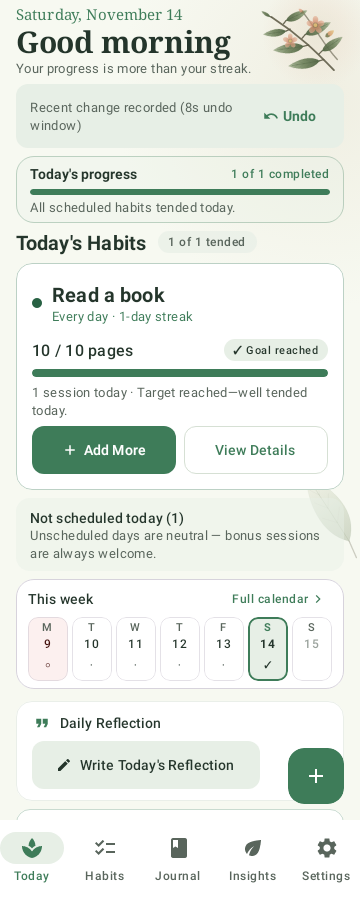 Saturday, November 14
Good morning
Your progress is more than your streak.
Recent change recorded (8s undo
window)
Undo
Today's progress
1 of 1 completed
All scheduled habits tended today.
Today's Habits
1 of 1 tended
Read a book
Every day · 1-day streak
10 / 10 pages
✓ Goal reached
1 session today · Target reached—well tended
today.
+ Add More
View Details
Not scheduled today (1)
Unscheduled days are neutral — bonus sessions
are always welcome.
This week
Full calendar
M T W T F S S
9 10 11 12 13 14 15
◦ · · · · ✓
Daily Reflection
Write Today's Reflection
+
Today Habits Journal Insights Settings